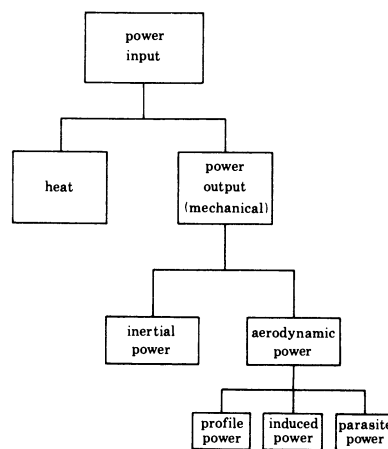 power
input
heat
power
output
(mechanical)
inertial
power
aerodynamic
power
profile
power
induced
power
parasite
power